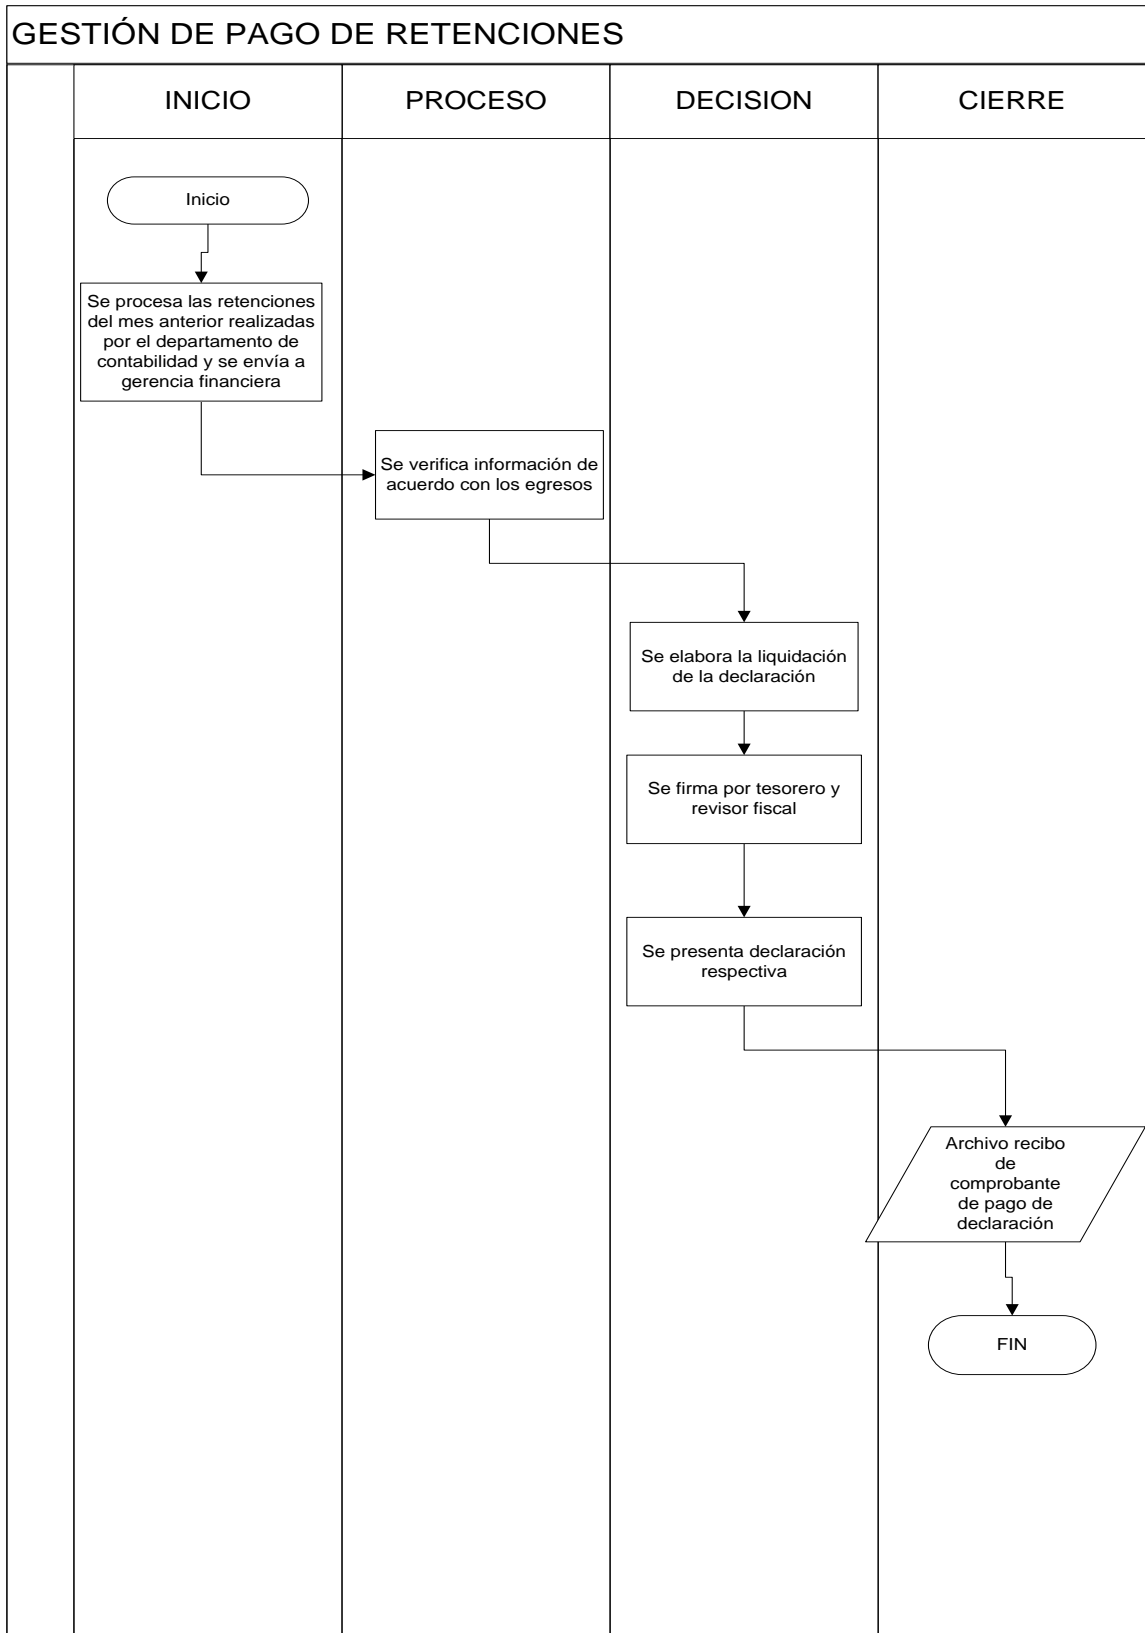 GESTIÓN DE PAGO DE RETENCIONES
INICIO
PROCESO
DECISION
CIERRE
Inicio
Se procesa las retenciones
del mes anterior realizadas
por el departamento de
contabilidad y se envía a
gerencia financiera
Se verifica información de
acuerdo con los egresos
Se elabora la liquidación
de la declaración
Se firma por tesorero y
revisor fiscal
Se presenta declaración
respectiva
Archivo recibo
de
comprobante
de pago de
declaración
FIN